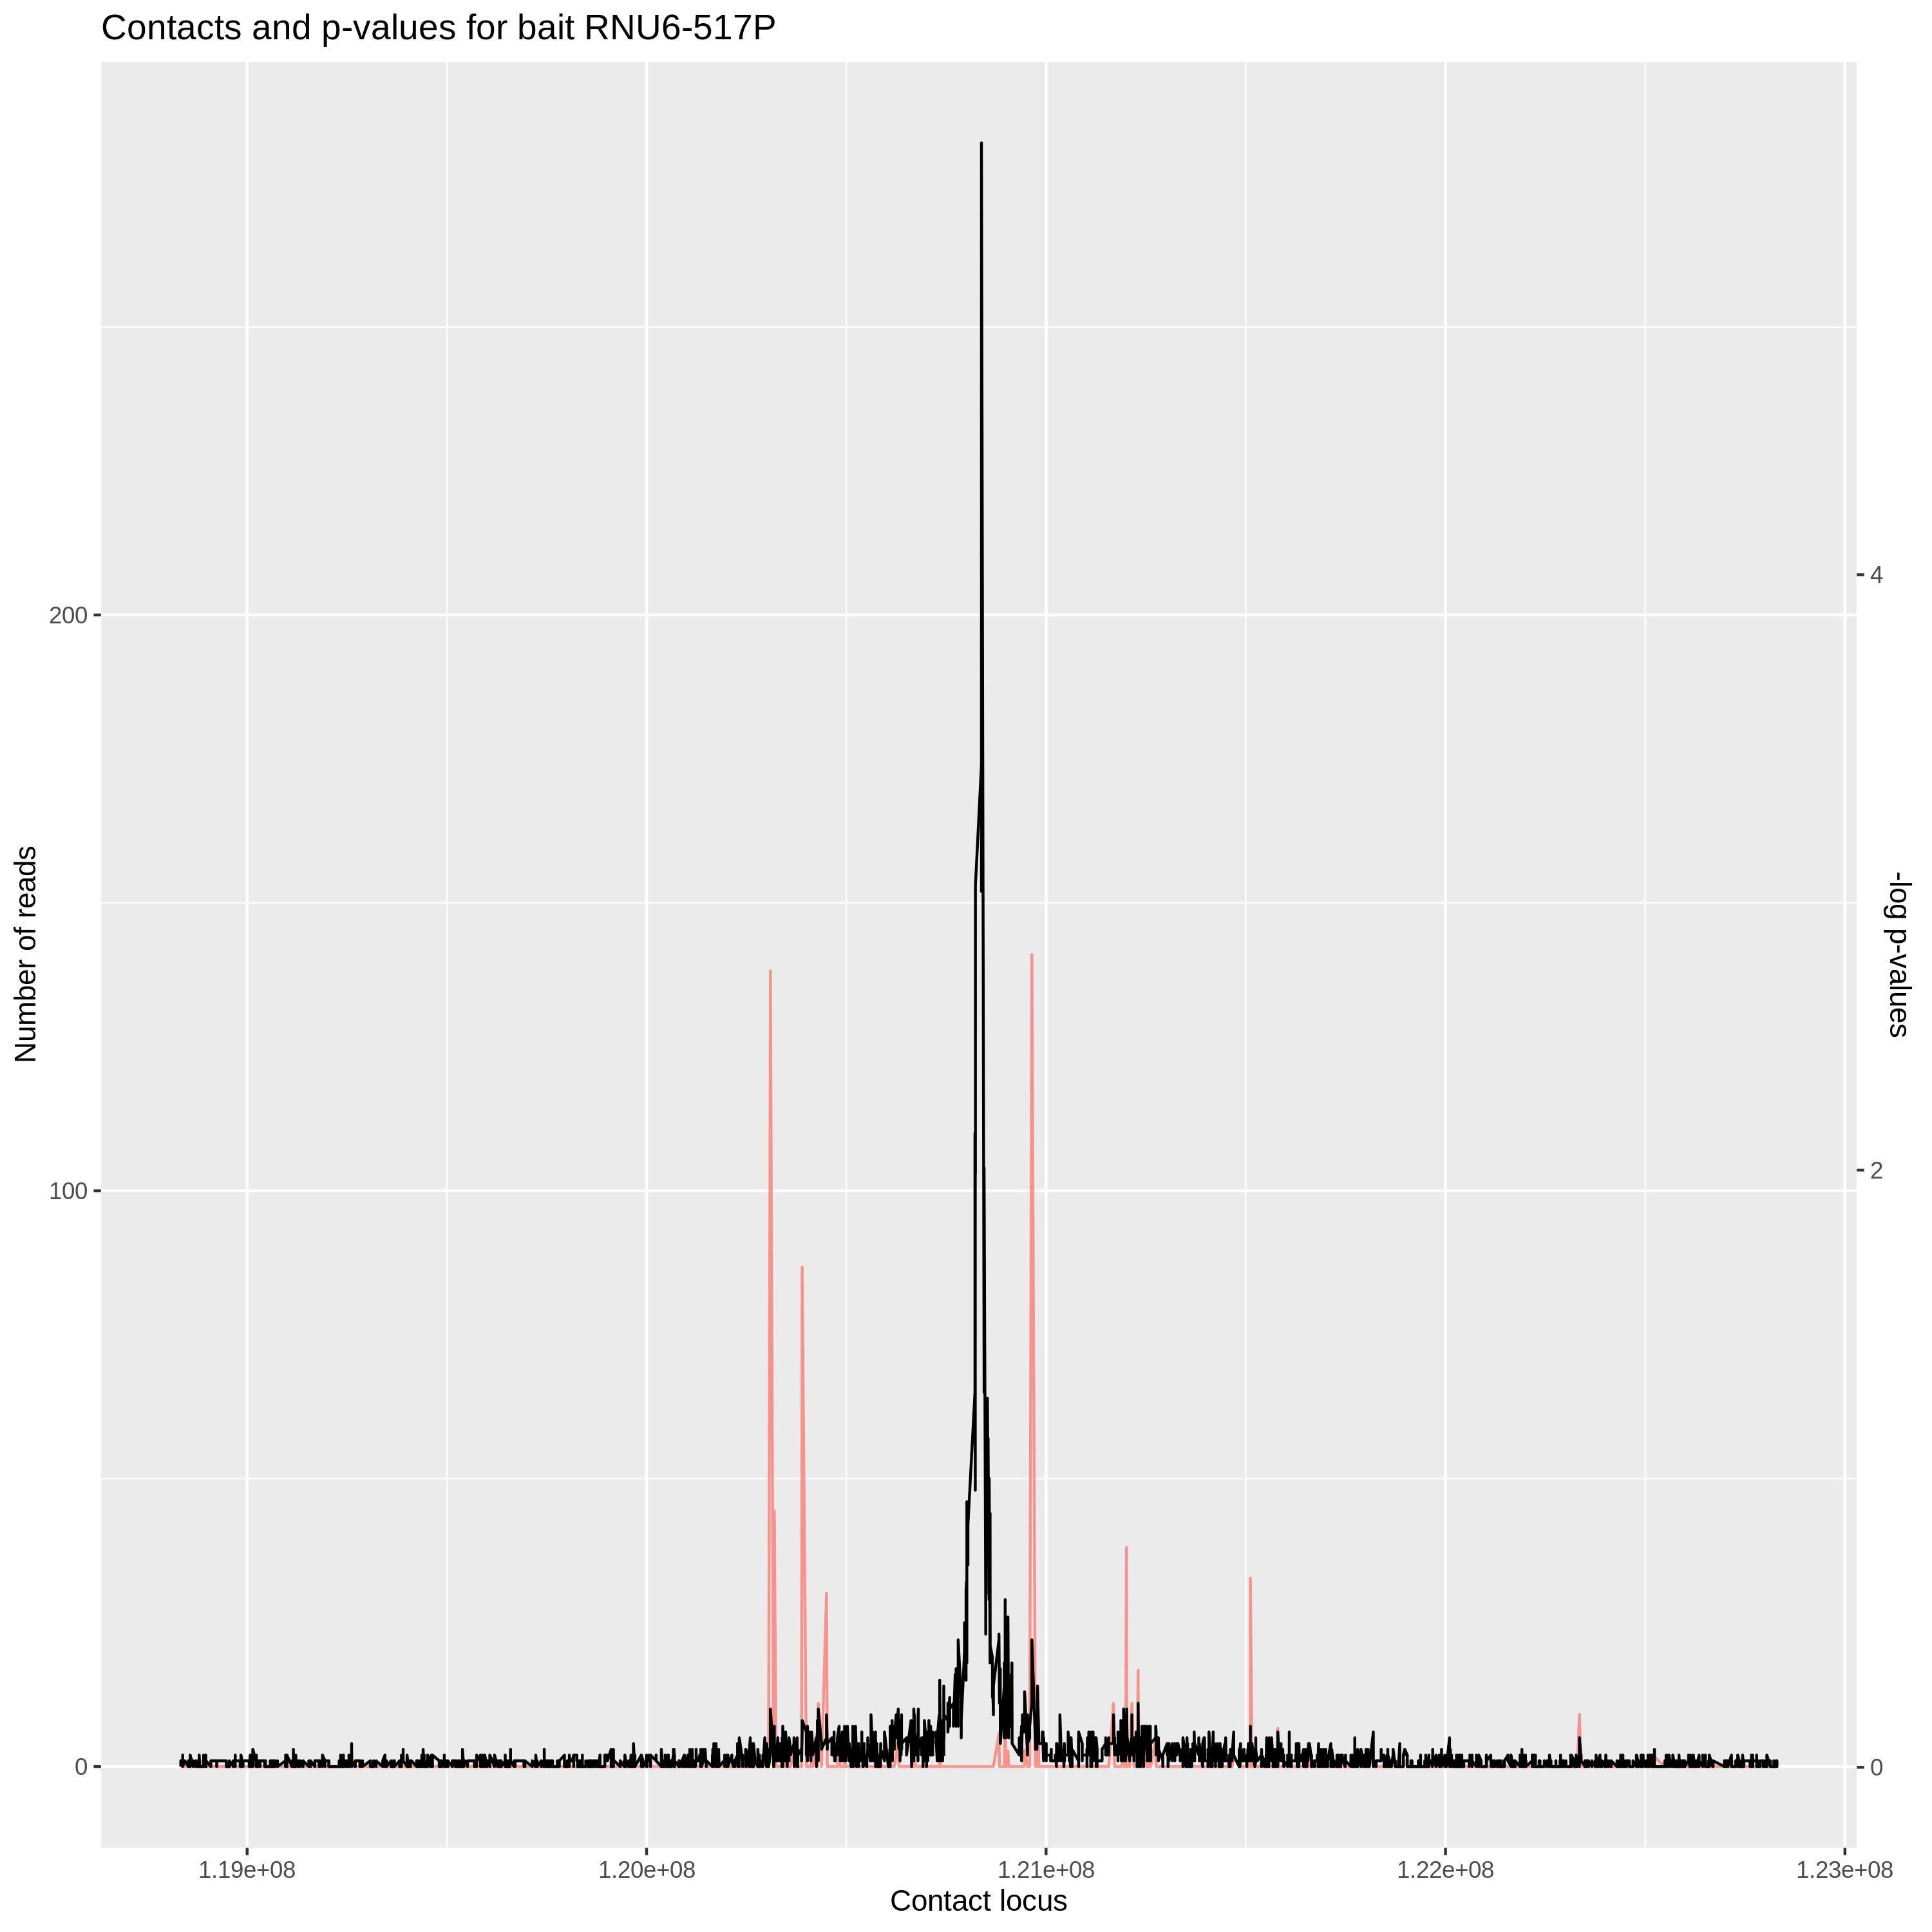 Contacts and p-values for bait RNU6-517P
Number of reads
200
100
0
-log p-values
4
2
0
1.19e+08
1.20e+08
1.21e+08
1.22e+08
1.23e+08
Contact locus